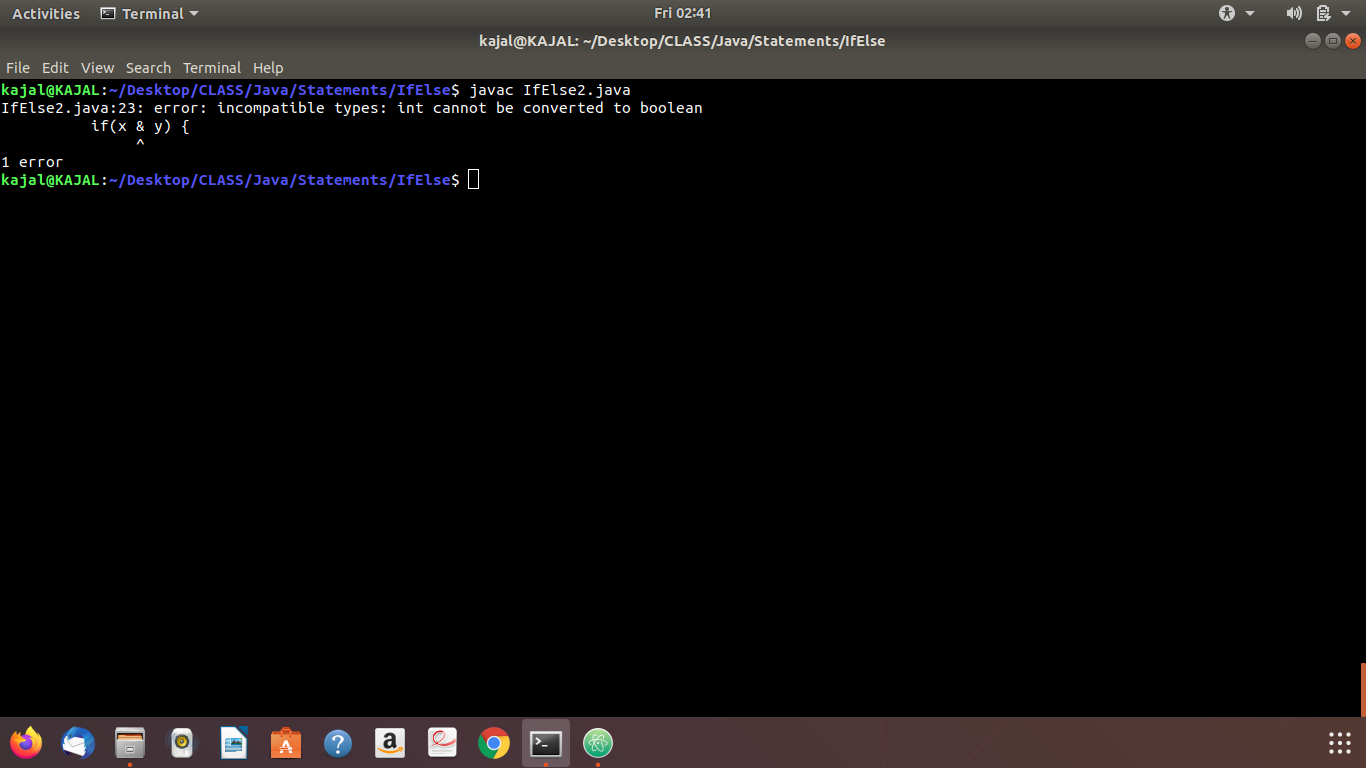 Activities Terminal Fri 02:41
kajal@KAJAL: ~/Desktop/CLASS/Java/Statements/IfElse
File Edit View Search Terminal Help
kajal@KAJAL:~/Desktop/CLASS/Java/Statements/IfElse$ javac IfElse2.java
IfElse2.java:23: error: incompatible types: int cannot be converted to boolean
          if(x & y) {
               ^
1 error
kajal@KAJAL:~/Desktop/CLASS/Java/Statements/IfElse$